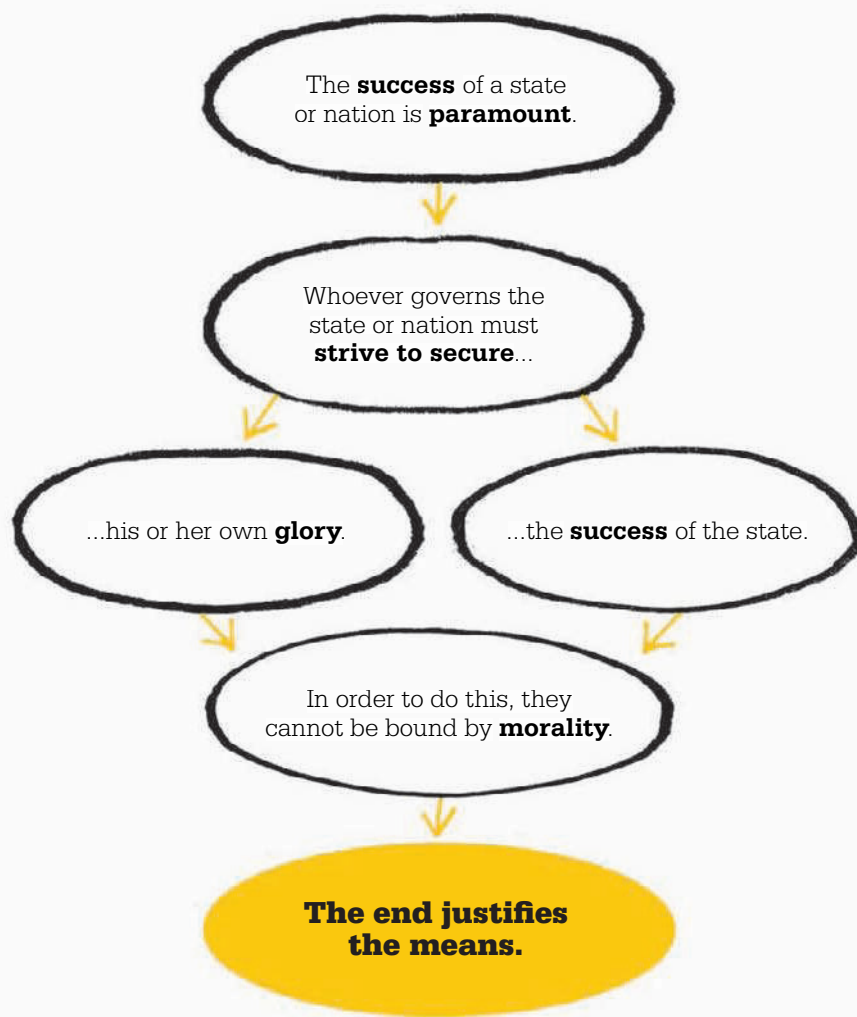 The success of a state
or nation is paramount.
Whoever governs the
state or nation must
strive to secure...
...his or her own glory.
...the success of the state.
In order to do this, they
cannot be bound by morality.
The end justifies
the means.